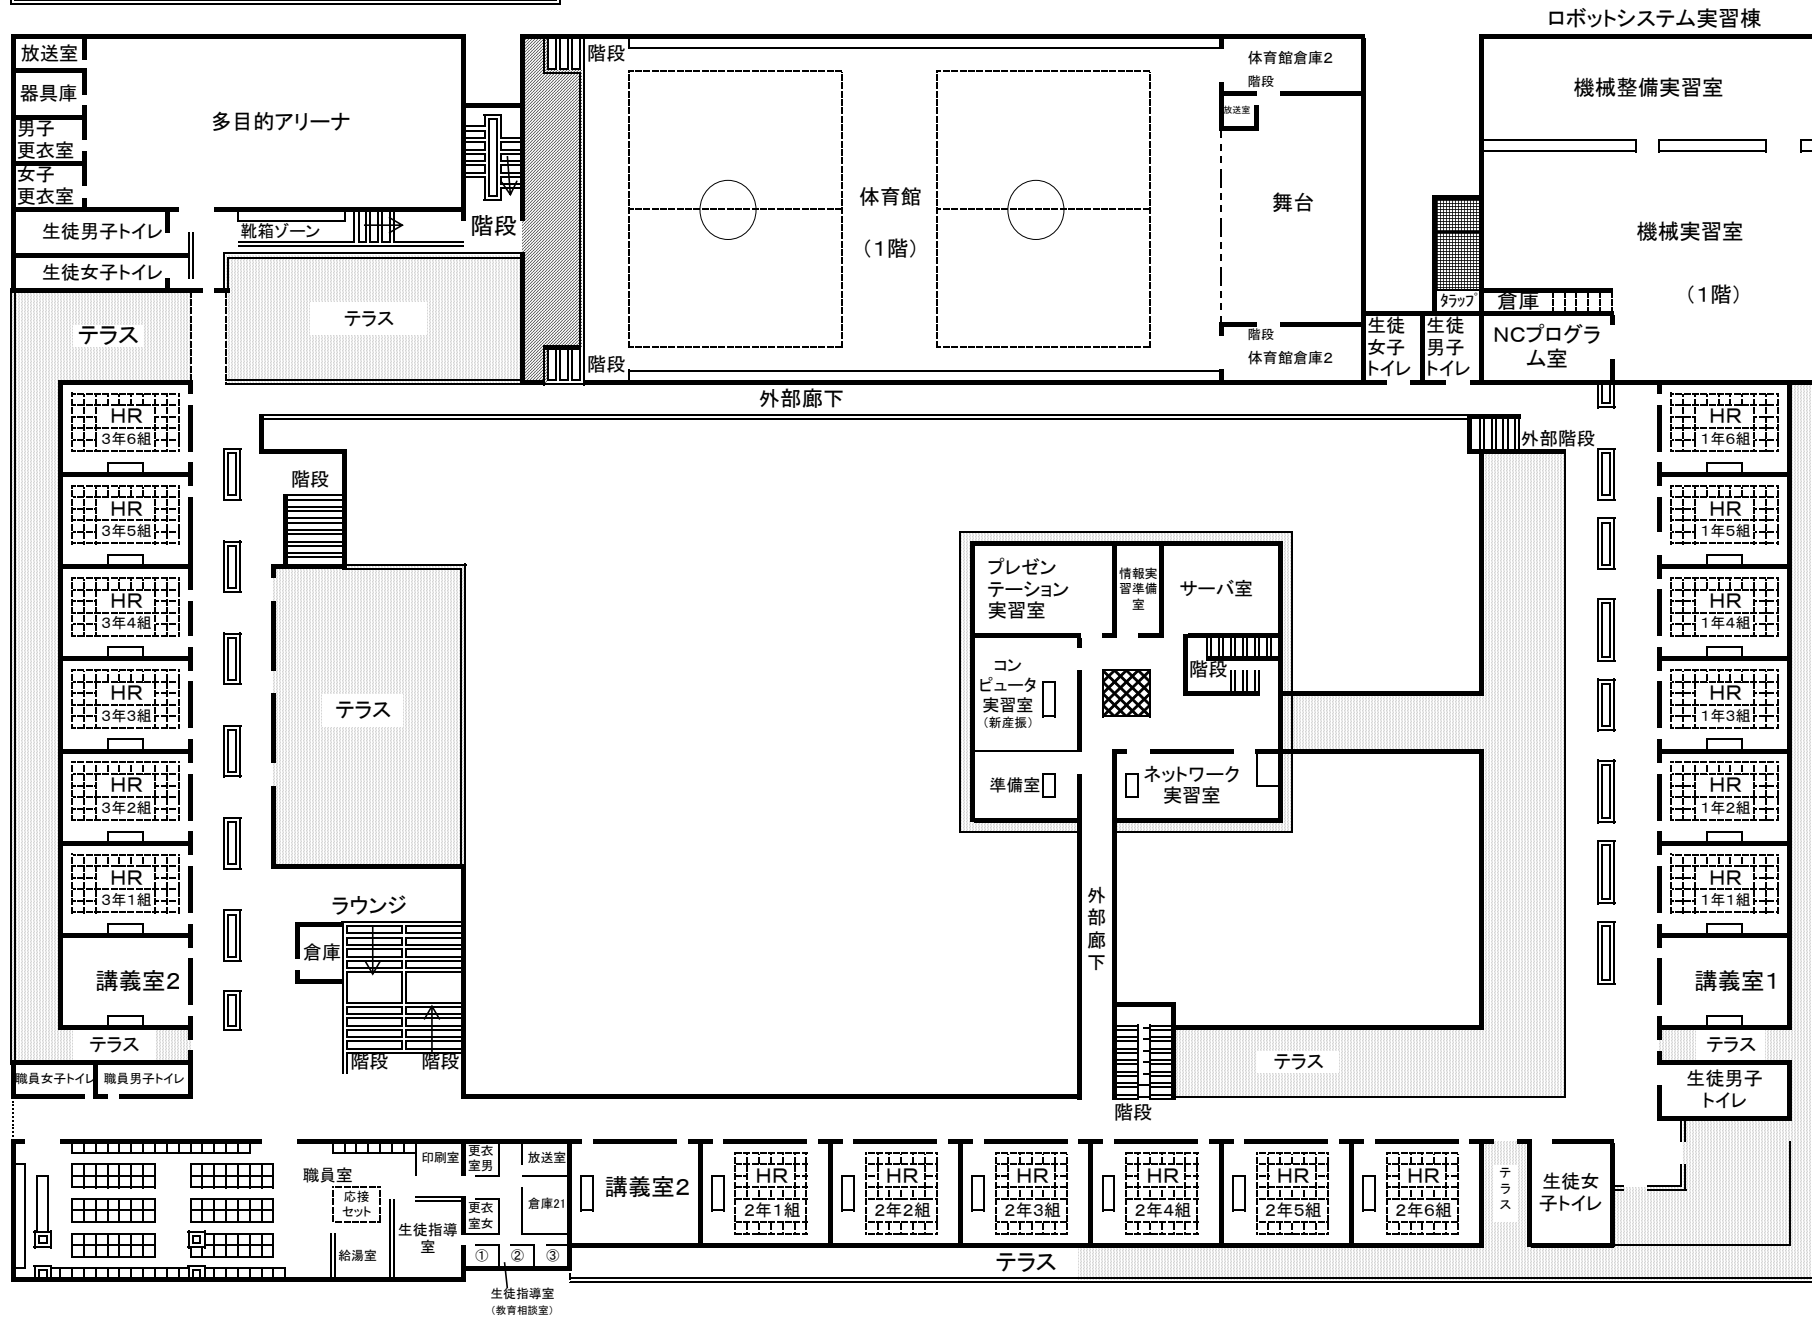 ロボットシステム実習棟
放送室
器具庫
男子
更衣室
女子
更衣室
多目的アリーナ
生徒男子トイレ
生徒女子トイレ
靴箱ゾーン
階段
テラス
テラス
階段
階段
体育館
(1階)
体育館倉庫2
階段
放送室
舞台
階段
体育館倉庫2
機械整備実習室
機械実習室
(1階)
タラップ
倉庫
生徒
女子
トイレ
生徒
男子
トイレ
NCプログラ
ム室
外部廊下
外部階段
HR
3年6組
HR
3年5組
HR
3年4組
HR
3年3組
HR
3年2組
HR
3年1組
講義室2
テラス
職員女子トイレ
職員男子トイレ
階段
テラス
ラウンジ
倉庫
階段
階段
プレゼン
テーション
実習室
情報実
習準備
室
サーバ室
コン
ピュータ
実習室
(新産振)
階段
準備室
ネットワーク
実習室
外
部
廊
下
階段
テラス
HR
1年6組
HR
1年5組
HR
1年4組
HR
1年3組
HR
1年2組
HR
1年1組
講義室1
テラス
生徒男子
トイレ
職員室
応接
セット
給湯室
印刷室
生徒指導
室
更衣
室男
更衣
室女
放送室
倉庫21
①
②
③
生徒指導室
(教育相談室)
講義室2
HR
2年1組
HR
2年2組
HR
2年3組
HR
2年4組
HR
2年5組
HR
2年6組
テ
ラ
ス
生徒女
子トイレ
テラス